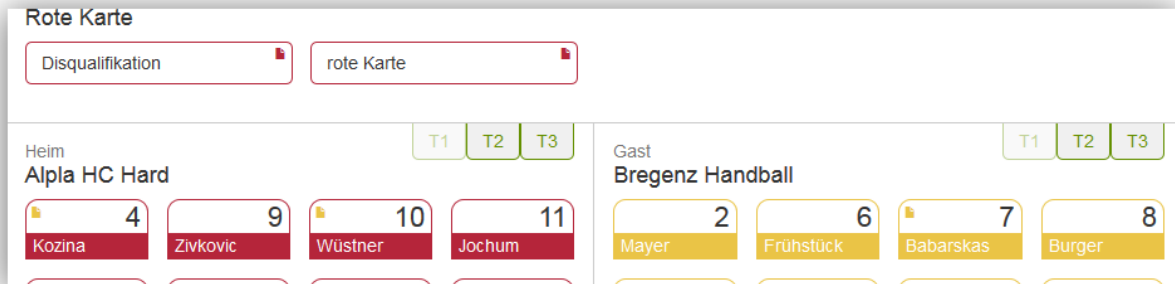 Rote Karte
Disqualifikation rote Karte
Heim T1 T2 T3
Alpla HC Hard
4 9 10 11
Kozina Zivkovic Wüstner Jochum
Gast T1 T2 T3
Bregenz Handball
2 6 7 8
Mayer Frühstück Babarskas Burger